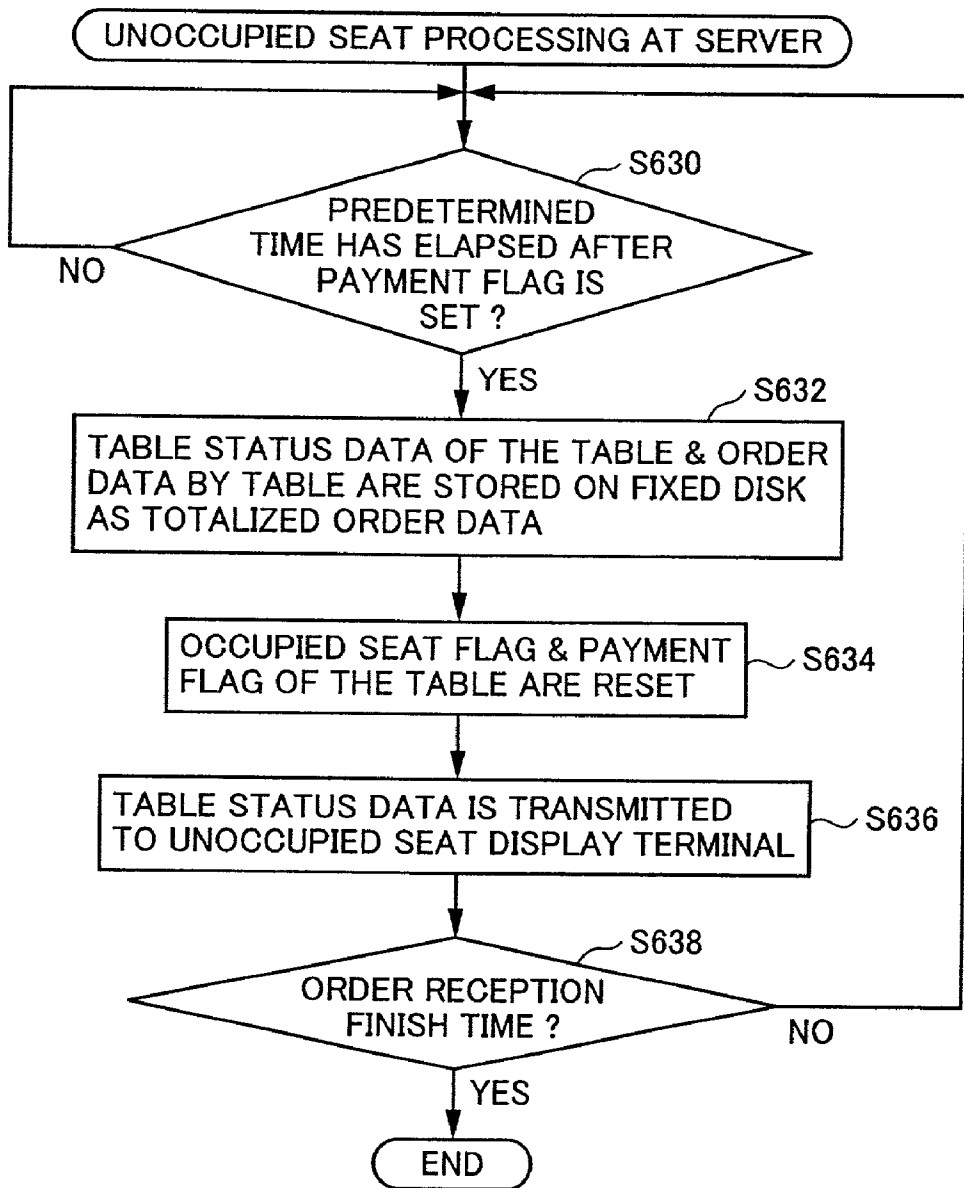 UNOCCUPIED SEAT PROCESSING AT SERVER
S630
PREDETERMINED
TIME HAS ELAPSED AFTER
PAYMENT FLAG IS
SET ?
NO
YES
S632
TABLE STATUS DATA OF THE TABLE & ORDER
DATA BY TABLE ARE STORED ON FIXED DISK
AS TOTALIZED ORDER DATA
OCCUPIED SEAT FLAG & PAYMENT
FLAG OF THE TABLE ARE RESET
S634
TABLE STATUS DATA IS TRANSMITTED
TO UNOCCUPIED SEAT DISPLAY TERMINAL
S636
S638
ORDER RECEPTION
FINISH TIME ?
NO
YES
END